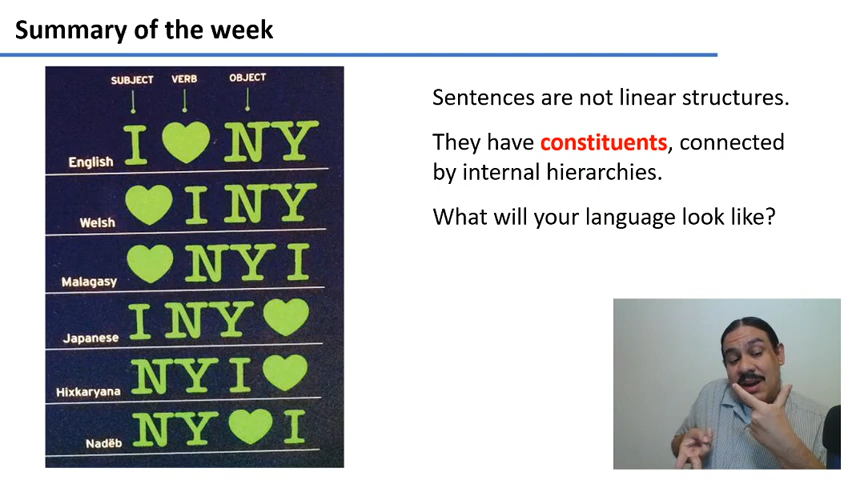 Summary of the week
SUBJECT VERB OBJECT
English I ♥ NY
Welsh ♥ I NY
Malagasy ♥ NY I
Japanese I NY ♥
Hixkaryana NY I ♥
Nadëb NY ♥ I
Sentences are not linear structures.
They have constituents, connected
by internal hierarchies.
What will your language look like?